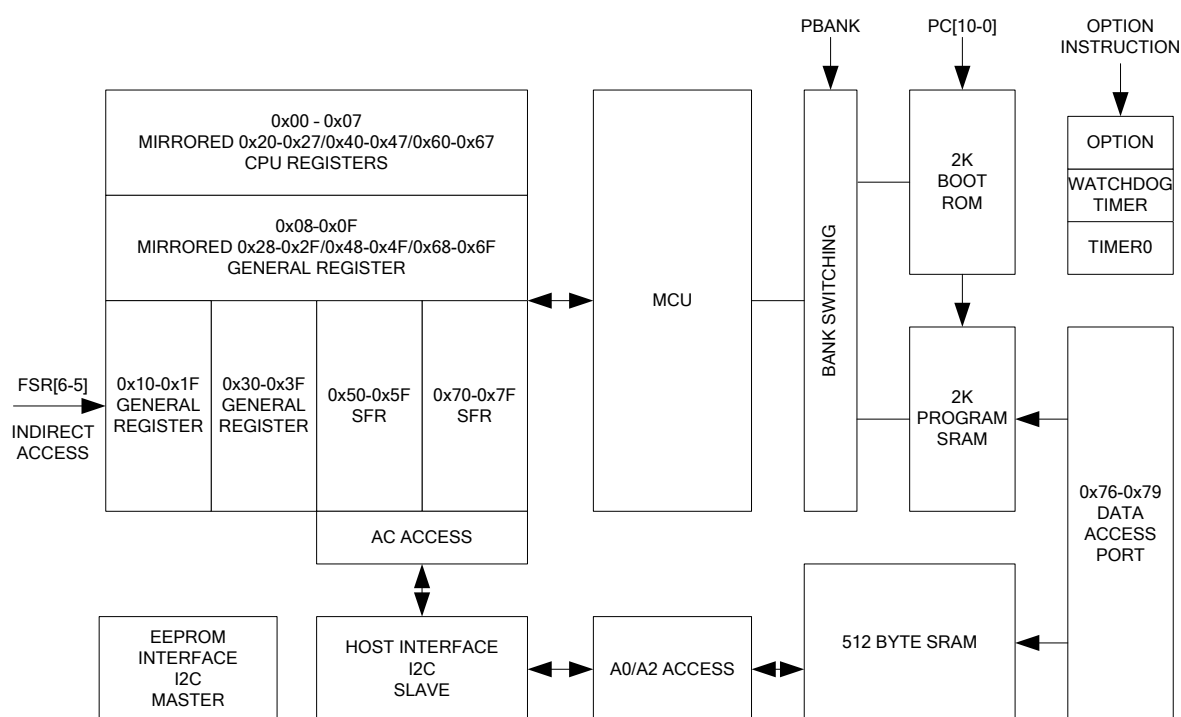 PBANK
PC[10-0]
OPTION
INSTRUCTION
0x00 - 0x07
MIRRORED 0x20-0x27/0x40-0x47/0x60-0x67
CPU REGISTERS
0x08-0x0F
MIRRORED 0x28-0x2F/0x48-0x4F/0x68-0x6F
GENERAL REGISTER
FSR[6-5]
INDIRECT
ACCESS
0x10-0x1F
GENERAL
REGISTER
0x30-0x3F
GENERAL
REGISTER
0x50-0x5F
SFR
0x70-0x7F
SFR
AC ACCESS
MCU
BANK SWITCHING
2K
BOOT
ROM
2K
PROGRAM
SRAM
OPTION
WATCHDOG
TIMER
TIMER0
0x76-0x79
DATA
ACCESS
PORT
EEPROM
INTERFACE
I2C
MASTER
HOST INTERFACE
I2C
SLAVE
A0/A2 ACCESS
512 BYTE SRAM